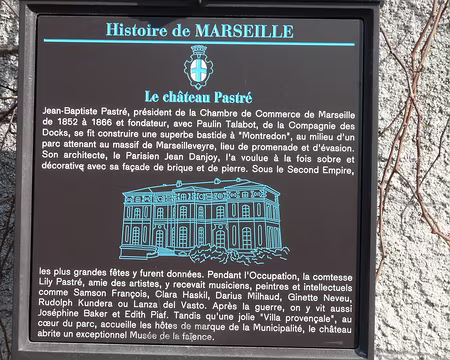 Histoire de MARSEILLE
Le château Pastré
Jean-Baptiste Pastré, président de la Chambre de Commerce de Marseille
de 1852 à 1866 et fondateur, avec Paulin Talabot, de la Compagnie des
Docks, se fit construire une superbe bastide à "Montredon", au milieu d'un
parc attenant au massif de Marseilleveyre, lieu de promenade et d'évasion.
Son architecte, le Parisien Jean Danjoy, l'a voulue à la fois sobre et
décorative avec sa façade de brique et de pierre. Sous le Second Empire,
les plus grandes fêtes y furent données. Pendant l'Occupation, la comtesse
Lily Pastré, amie des artistes, y recevait musiciens, peintres et intellectuels
comme Samson François, Clara Haskil, Darius Milhaud, Ginette Neveu,
Rudolph Kundera ou Lanza del Vasto. Après la guerre, on y vit aussi
Joséphine Baker et Edith Piaf. Tandis qu'une jolie "Villa provençale", au
cœur du parc, accueille les hôtes de marque de la Municipalité, le château
abrite un exceptionnel Musée de la faïence.